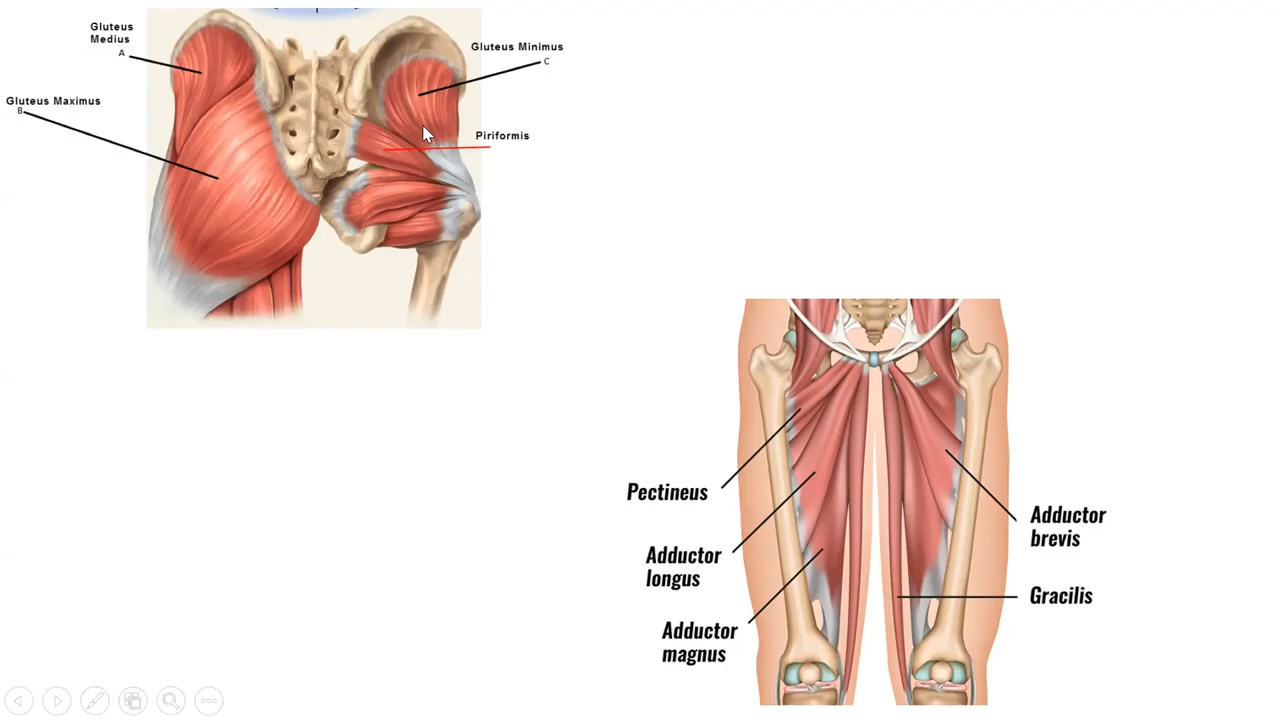 Gluteus
Medius
A
Gluteus Minimus
C
Gluteus Maximus
B
Piriformis
Pectineus
Adductor
longus
Adductor
magnus
Adductor
brevis
Gracilis